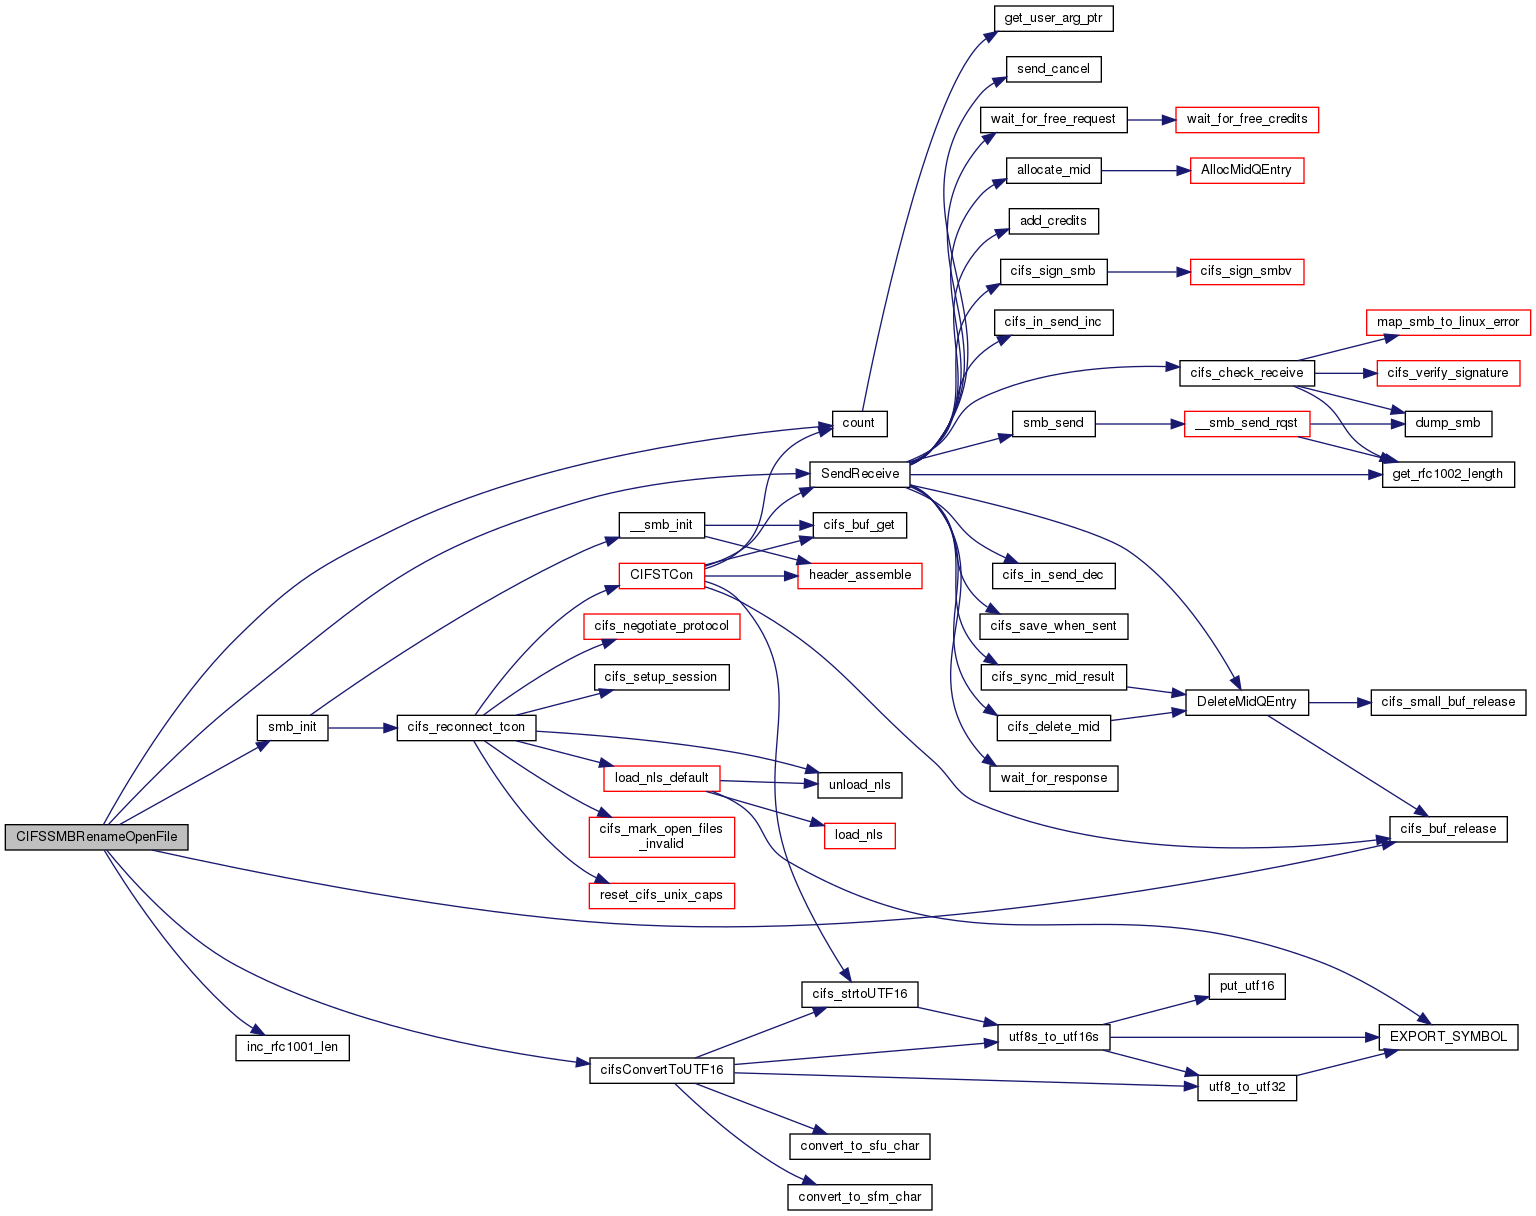 get_user_arg_ptr
send_cancel
wait_for_free_request
wait_for_free_credits
allocate_mid
AllocMidQEntry
add_credits
cifs_sign_smb
cifs_sign_smbv
cifs_in_send_inc
map_smb_to_linux_error
cifs_check_receive
cifs_verify_signature
count
smb_send
__smb_send_rqst
dump_smb
SendReceive
get_rfc1002_length
__smb_init
cifs_buf_get
CIFSTCon
header_assemble
cifs_in_send_dec
cifs_negotiate_protocol
cifs_save_when_sent
cifs_setup_session
cifs_sync_mid_result
DeleteMidQEntry
cifs_small_buf_release
smb_init
cifs_reconnect_tcon
cifs_delete_mid
load_nls_default
unload_nls
wait_for_response
CIFSSMBRenameOpenFile
cifs_mark_open_files
_invalid
load_nls
cifs_buf_release
reset_cifs_unix_caps
cifs_strtoUTF16
put_utf16
inc_rfc1001_len
utf8s_to_utf16s
EXPORT_SYMBOL
cifsConvertToUTF16
utf8_to_utf32
convert_to_sfu_char
convert_to_sfm_char